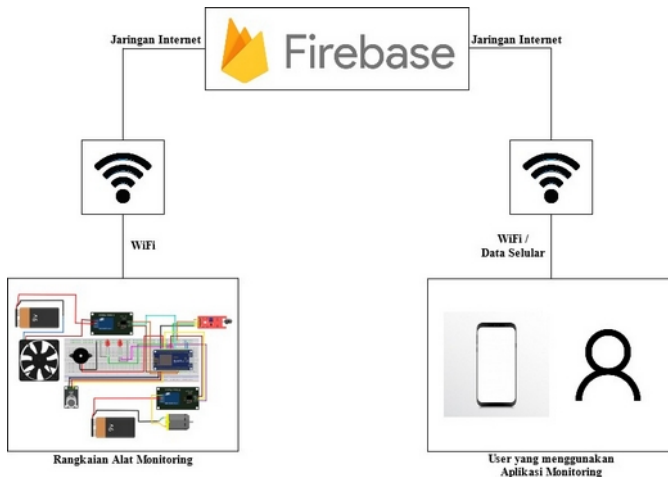 Jaringan Internet
Firebase
Jaringan Internet
WiFi
WiFi /
Data Selular
Rangkaian Alat Monitoring
User yang menggunakan
Aplikasi Monitoring